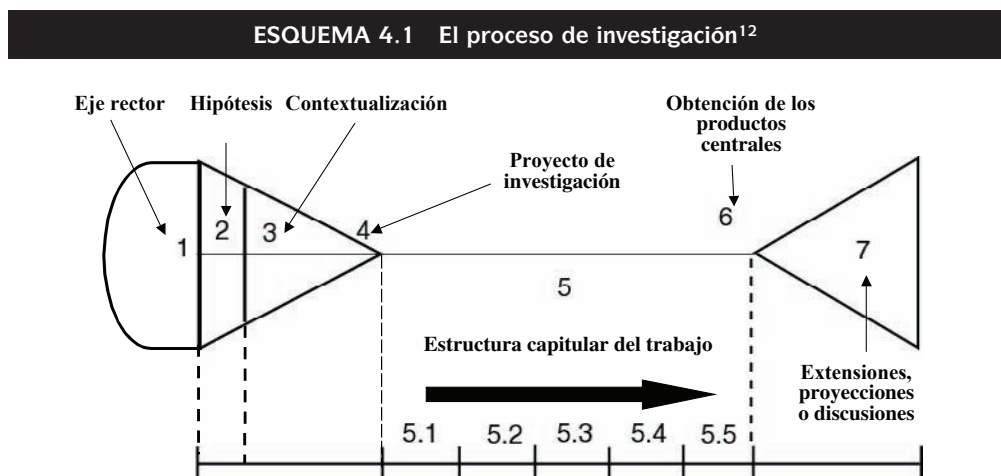 ESQUEMA 4.1 El proceso de investigación¹²
Eje rector
Hipótesis
Contextualización
Obtención de los
productos
centrales
Proyecto de
investigación
1
2
3
4
5
6
7
Estructura capitular del trabajo
Extensiones,
proyecciones
o discusiones
5.1
5.2
5.3
5.4
5.5